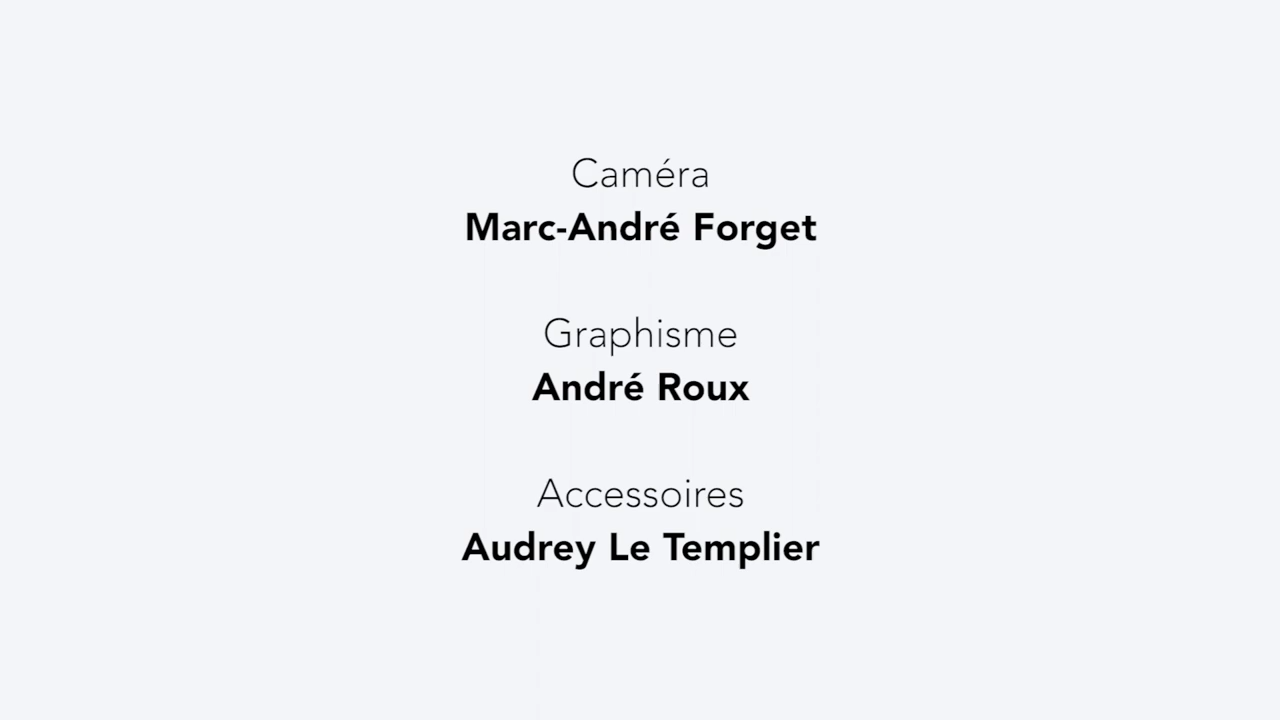 Caméra
Marc-André Forget
Graphisme
André Roux
Accessoires
Audrey Le Templier